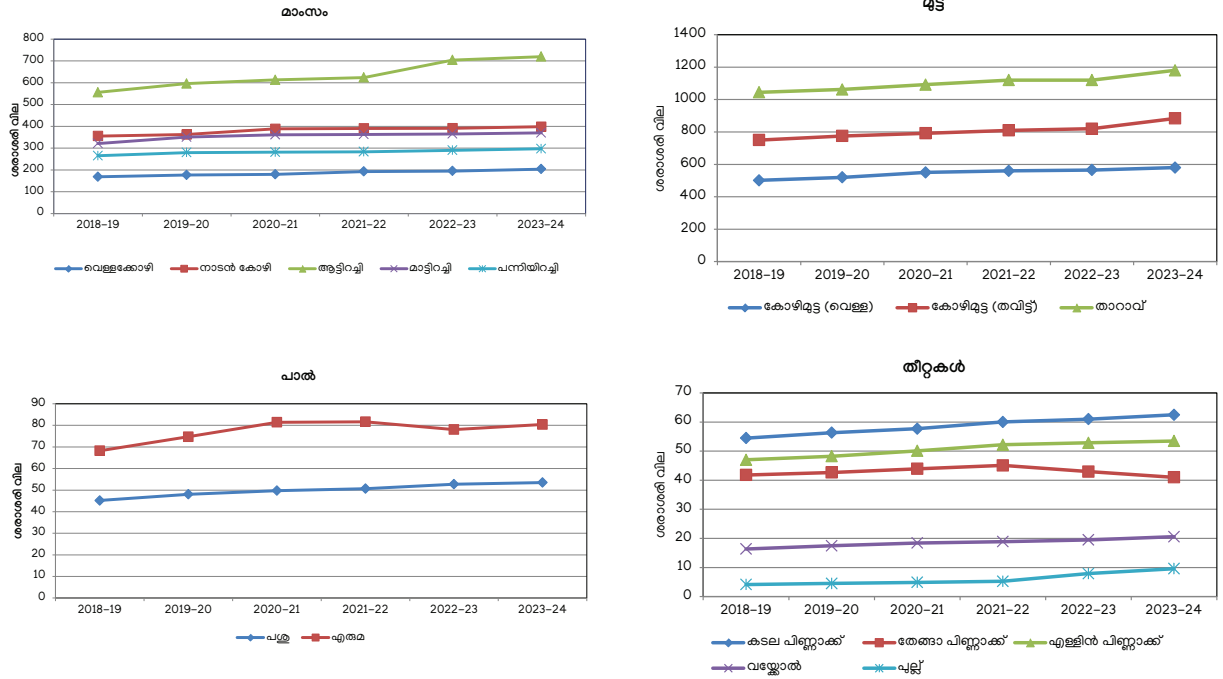 മാംസം
800
700
600
500
400
300
200
100
0
ശരാശരി വില
2018–19 2019–20 2020–21 2021–22 2022–23 2023–24
വെള്ളക്കോഴി നാടൻ കോഴി ആട്ടിറച്ചി മാട്ടിറച്ചി പന്നിയിറച്ചി
മുട്ട
1400
1200
1000
800
600
400
200
0
ശരാശരി വില
2018–19 2019–20 2020–21 2021–22 2022–23 2023–24
കോഴിമുട്ട (വെള്ള) കോഴിമുട്ട (തവിട്ട്) താറാവ്
പാൽ
90
80
70
60
50
40
30
20
10
0
ശരാശരി വില
2018–19 2019–20 2020–21 2021–22 2022–23 2023–24
പശു എരുമ
തീറ്റകൾ
70
60
50
40
30
20
10
0
ശരാശരി വില
2018–19 2019–20 2020–21 2021–22 2022–23 2023–24
കടല പിണ്ണാക്ക് തേങ്ങാ പിണ്ണാക്ക് എള്ളിൻ പിണ്ണാക്ക്
വയ്ക്കോൽ പുല്ല്